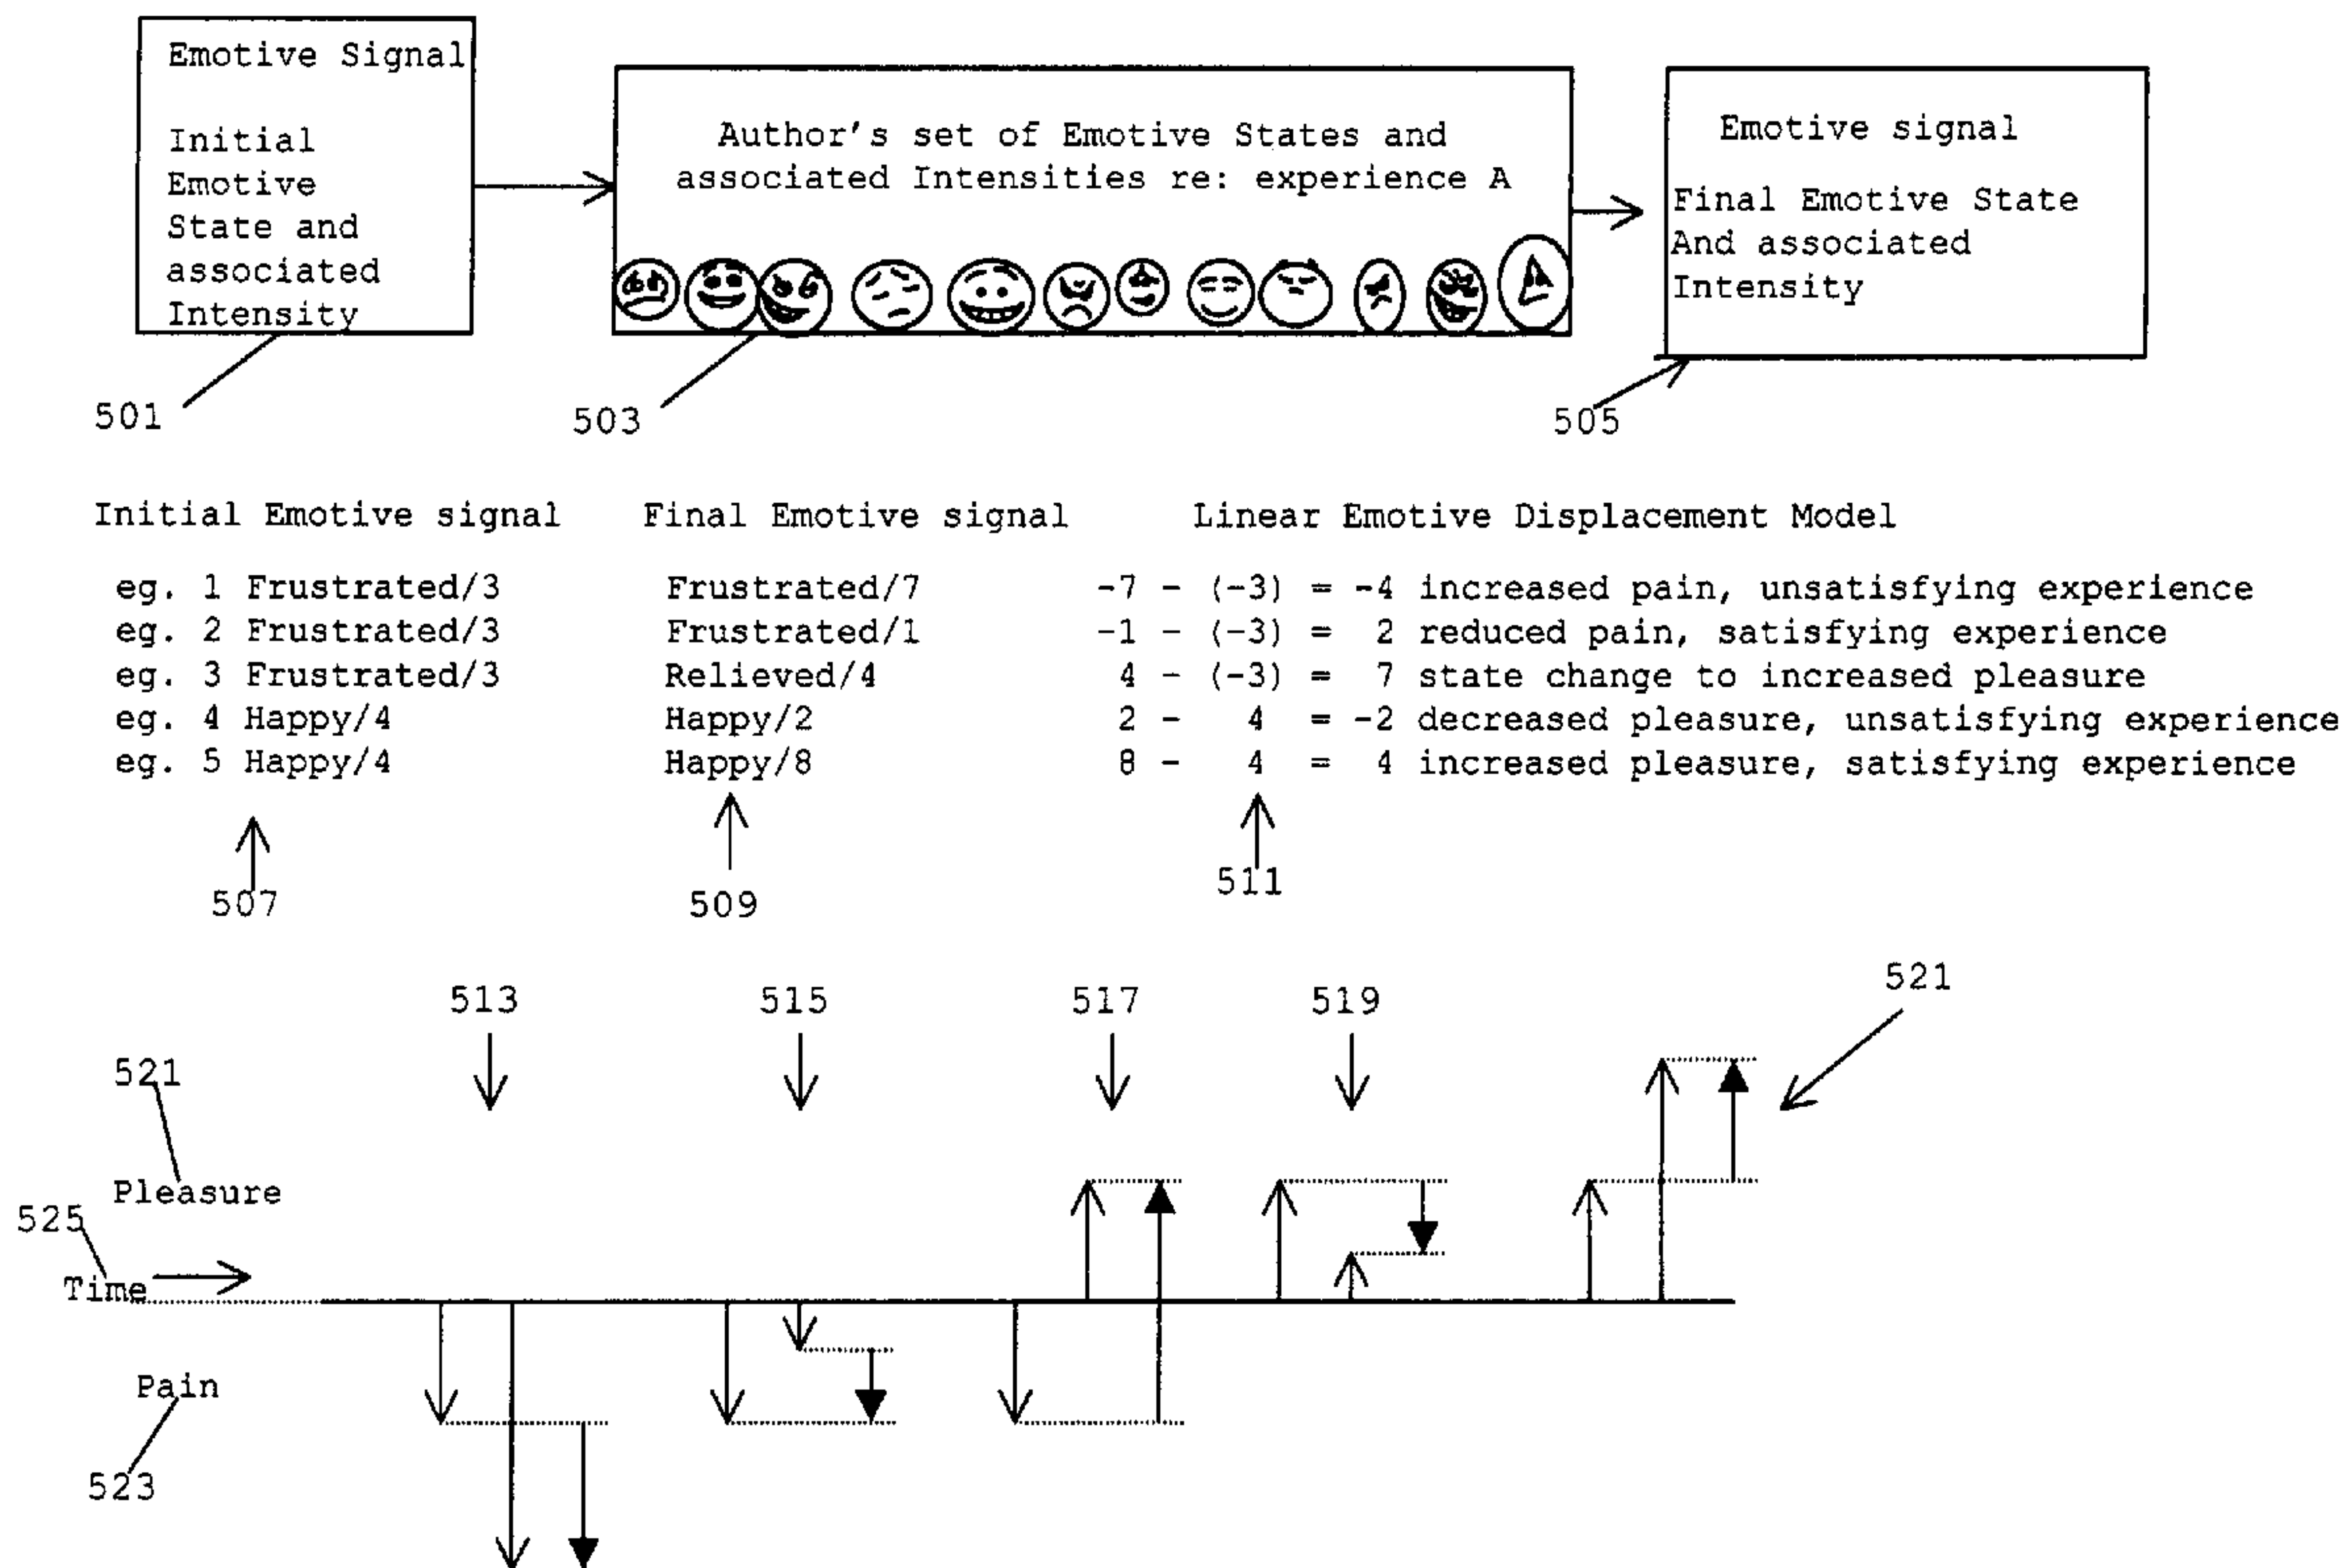 Emotive Signal
Initial
Emotive
State and
associated
Intensity
Author's set of Emotive States and
associated Intensities re: experience A
Emotive signal
Final Emotive State
And associated
Intensity
501
503
505
Initial Emotive signal Final Emotive signal Linear Emotive Displacement Model
eg. 1 Frustrated/3 Frustrated/7 -7 - (-3) = -4 increased pain, unsatisfying experience
eg. 2 Frustrated/3 Frustrated/1 -1 - (-3) = 2 reduced pain, satisfying experience
eg. 3 Frustrated/3 Relieved/4 4 - (-3) = 7 state change to increased pleasure
eg. 4 Happy/4 Happy/2 2 - 4 = -2 decreased pleasure, unsatisfying experience
eg. 5 Happy/4 Happy/8 8 - 4 = 4 increased pleasure, satisfying experience
507
509
511
513
515
517
519
521
521
Pleasure
525
Time
Pain
523